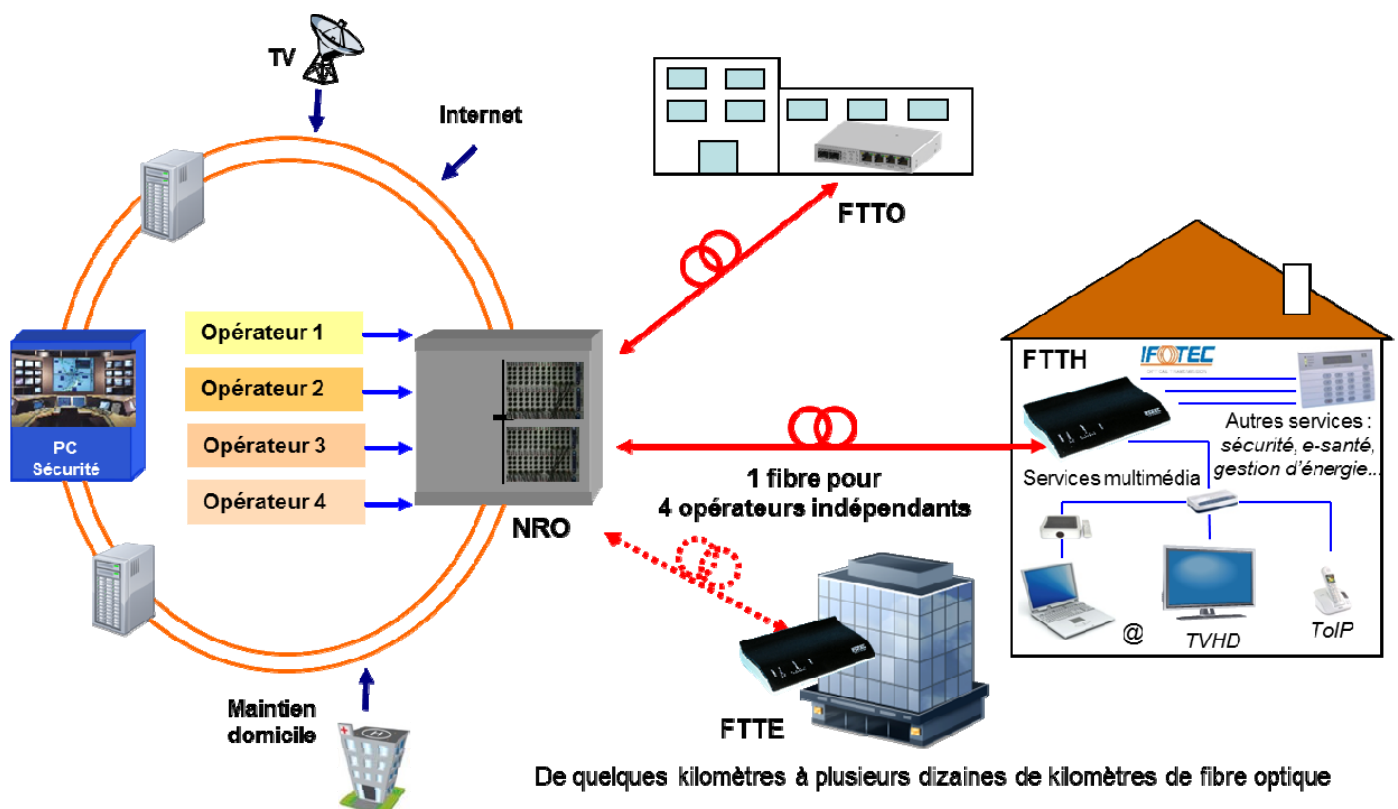 TV
Internet
FTTO
Opérateur 1
Opérateur 2
Opérateur 3
Opérateur 4
PC
Sécurité
NRO
1 fibre pour
4 opérateurs indépendants
FTTH
IFOTEC
Autres services :
sécurité, e-santé,
gestion d'énergie...
Services multimédia
@
TVHD
ToIP
FTTE
Maintien
domicile
De quelques kilomètres à plusieurs dizaines de kilomètres de fibre optique